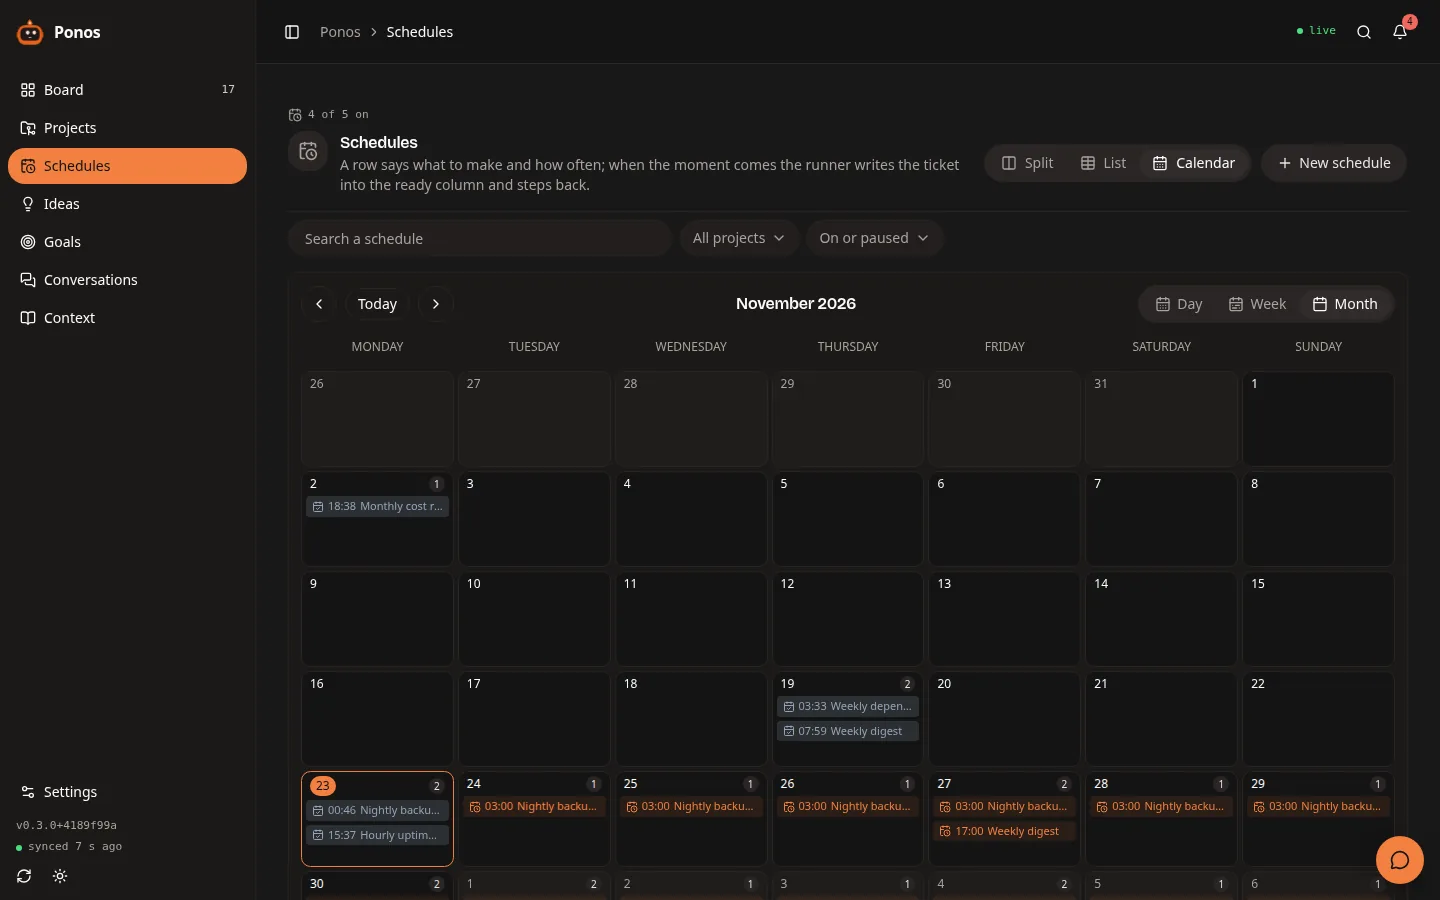 Ponos
Ponos > Schedules
live
4
Board 17
Projects
Schedules
Ideas
Goals
Conversations
Context
4 of 5 on
Schedules
A row says what to make and how often; when the moment comes the runner writes the ticket
into the ready column and steps back.
Split List Calendar
New schedule
Search a schedule
All projects
On or paused
Today
November 2026
Day Week Month
MONDAY TUESDAY WEDNESDAY THURSDAY FRIDAY SATURDAY SUNDAY
26 27 28 29 30 31 1
2 1 3 4 5 6 7 8
18:38 Monthly cost r...
9 10 11 12 13 14 15
16 17 18 19 2 20 21 22
03:33 Weekly depen...
07:59 Weekly digest
23 2 24 1 25 1 26 1 27 2 28 1 29 1
00:46 Nightly backu... 03:00 Nightly backu... 03:00 Nightly backu... 03:00 Nightly backu... 03:00 Nightly backu... 03:00 Nightly backu... 03:00 Nightly backu...
15:37 Hourly uptim... 17:00 Weekly digest
30 2 1 2 2 1 3 1 4 2 5 1 6 1
Settings
v0.3.0+4189f99a
synced 7 s ago